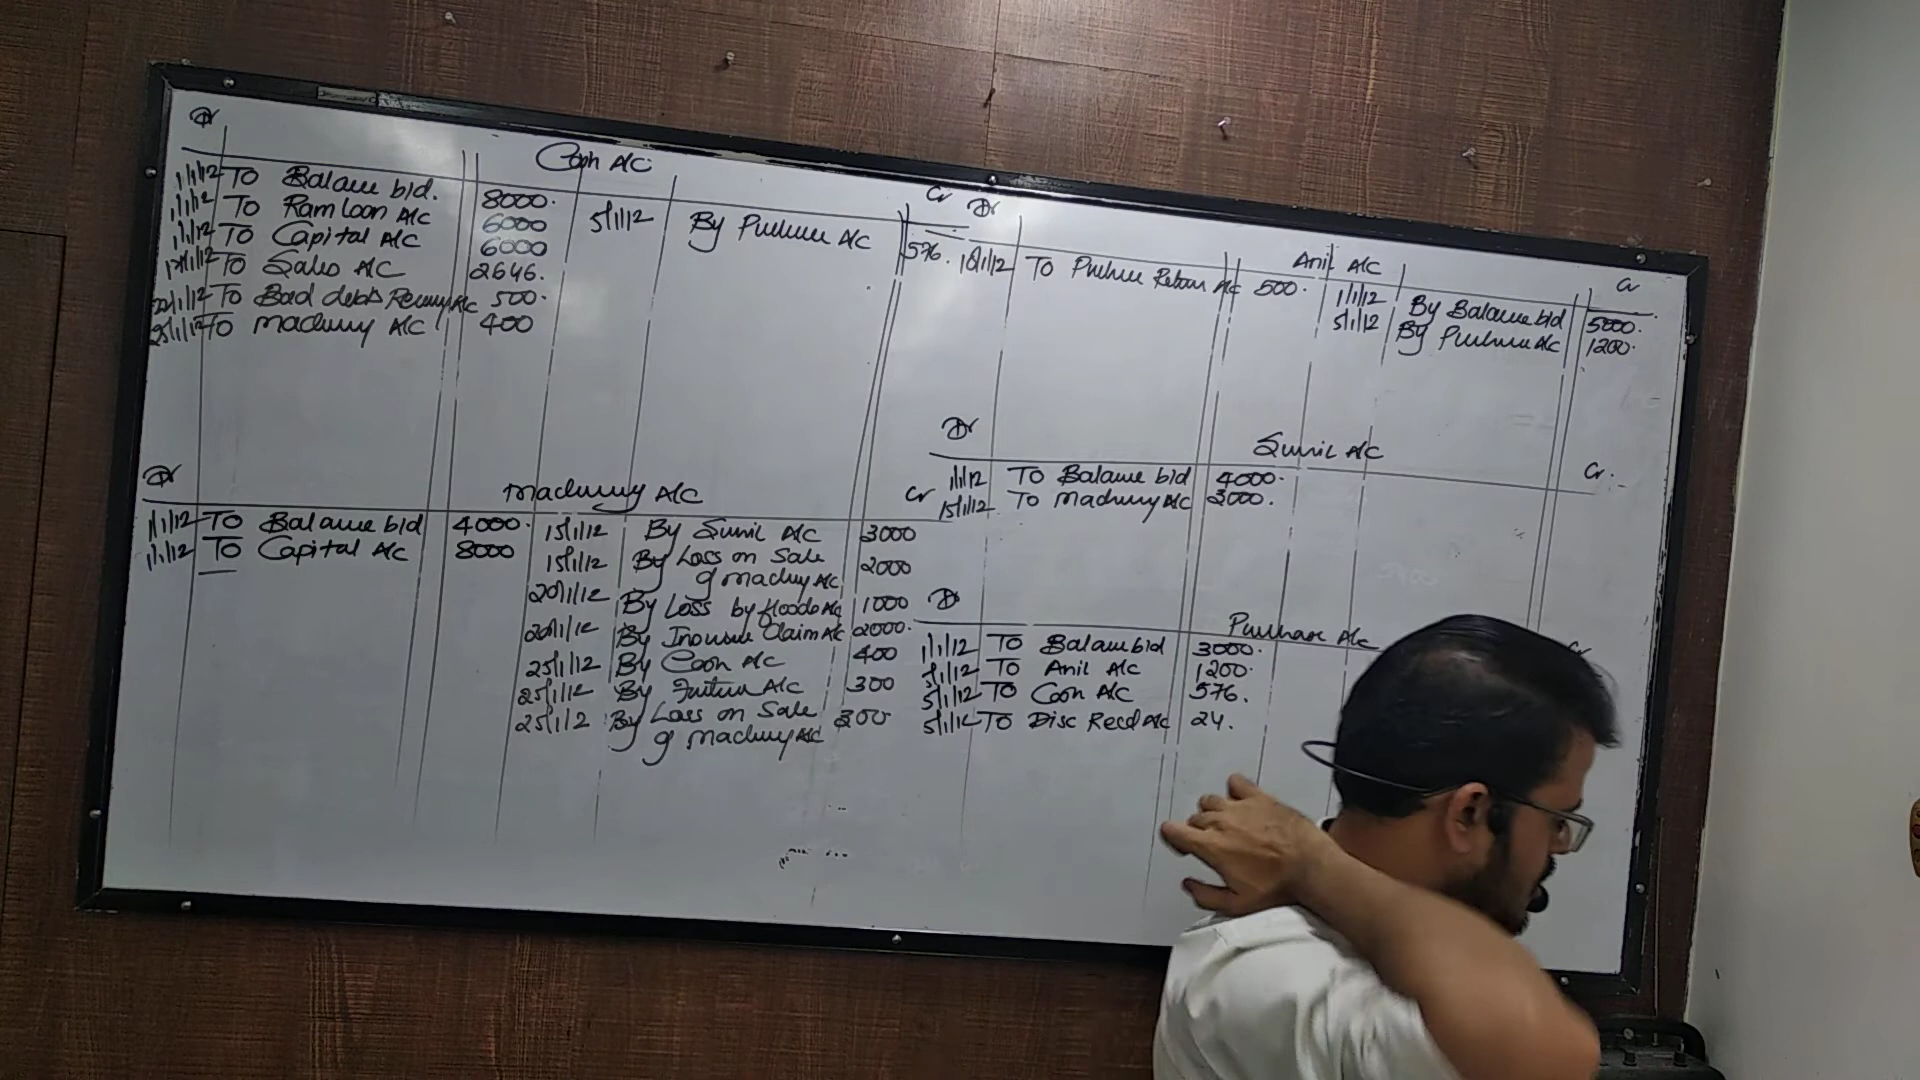 Dr Cash A/C Cr
1/1/12 To Balance b/d. 8000.
1/1/12 To Ram Loan A/C 6000 5/1/12 By Purchase A/C 576.
1/1/12 To Capital A/C 6000
To Sales A/C 2646.
To Bad debts Recovery A/C 500.
25/1/12 To Machinery A/C 400
Dr Machinery A/C Cr
1/1/12 To Balance b/d 4000. 15/1/12 By Sunil A/C 3000
1/1/12 To Capital A/C 8000 15/1/12 By Loss on Sale
of Machinery A/C 2000
20/1/12 By Loss by floods A/c 1000
20/1/12 By Insurance Claim A/c 2000.
25/1/12 By Cash A/C 400
25/1/12 By Furniture A/C 300
25/1/12 By Loss on Sale 300
of Machinery A/C
Dr Anil A/C Cr
To Purchase Return A/c 500. 1/1/12 By Balance b/d 5000.
5/1/12 By Purchase A/c 1200.
Dr Sunil A/C Cr.
1/1/12 To Balance b/d 4000.
15/1/12 To Machinery A/C 3000.
Dr Purchase A/c Cr
1/1/12 To Balance b/d 3000.
5/1/12 To Anil A/C 1200.
5/1/12 To Cash A/C 576.
5/1/12 To Disc Recd A/c 24.